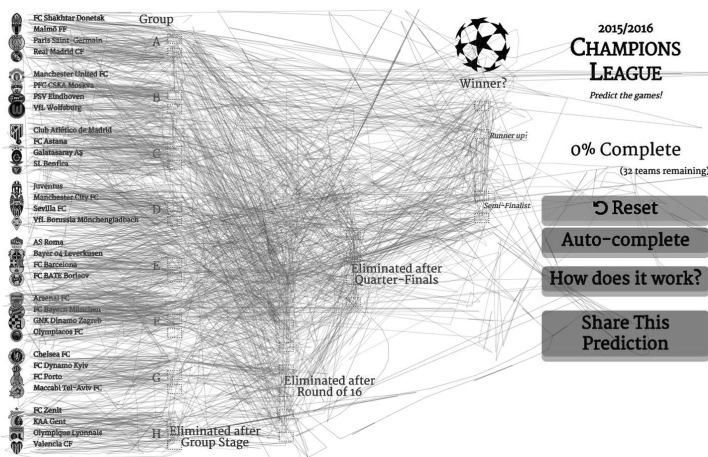 Group
FC Shakhtar Donetsk
Malmö FF
Paris Saint-Germain
Real Madrid CF
A
Manchester United FC
PFC CSKA Moskva
PSV Eindhoven
VfL Wolfsburg
B
Club Atlético de Madrid
FC Astana
Galatasaray AŞ
SL Benfica
C
Juventus
Manchester City FC
Sevilla FC
VfL Borussia Mönchengladbach
D
AS Roma
Bayer 04 Leverkusen
FC Barcelona
FC BATE Borisov
E
Arsenal FC
FC Bayern München
GNK Dinamo Zagreb
Olympiacos FC
F
Chelsea FC
FC Dynamo Kyiv
FC Porto
Maccabi Tel-Aviv FC
G
FC Zenit
KAA Gent
Olympique Lyonnais
Valencia CF
H
Eliminated after
Group Stage
Eliminated after
Round of 16
Eliminated after
Quarter-Finals
Winner?
Runner up?
Semi-Finalist
2015/2016
CHAMPIONS
LEAGUE
Predict the games!
0% Complete
(32 teams remaining)
Reset
Auto-complete
How does it work?
Share This
Prediction